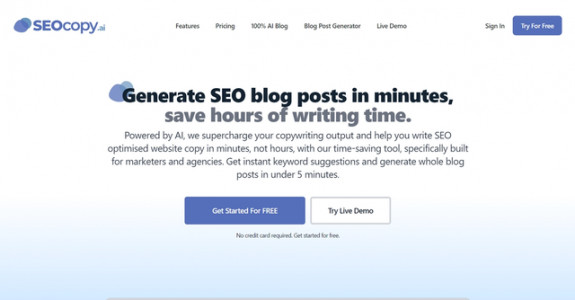 SEOcopy.ai
Features Pricing 100% AI Blog Blog Post Generator Live Demo Sign In Try For Free
Generate SEO blog posts in minutes,
save hours of writing time.
Powered by AI, we supercharge your copywriting output and help you write SEO
optimised website copy in minutes, not hours, with our time-saving tool, specifically built
for marketers and agencies. Get instant keyword suggestions and generate whole blog
posts in under 5 minutes.
Get Started For FREE Try Live Demo
No credit card required. Get started for free.